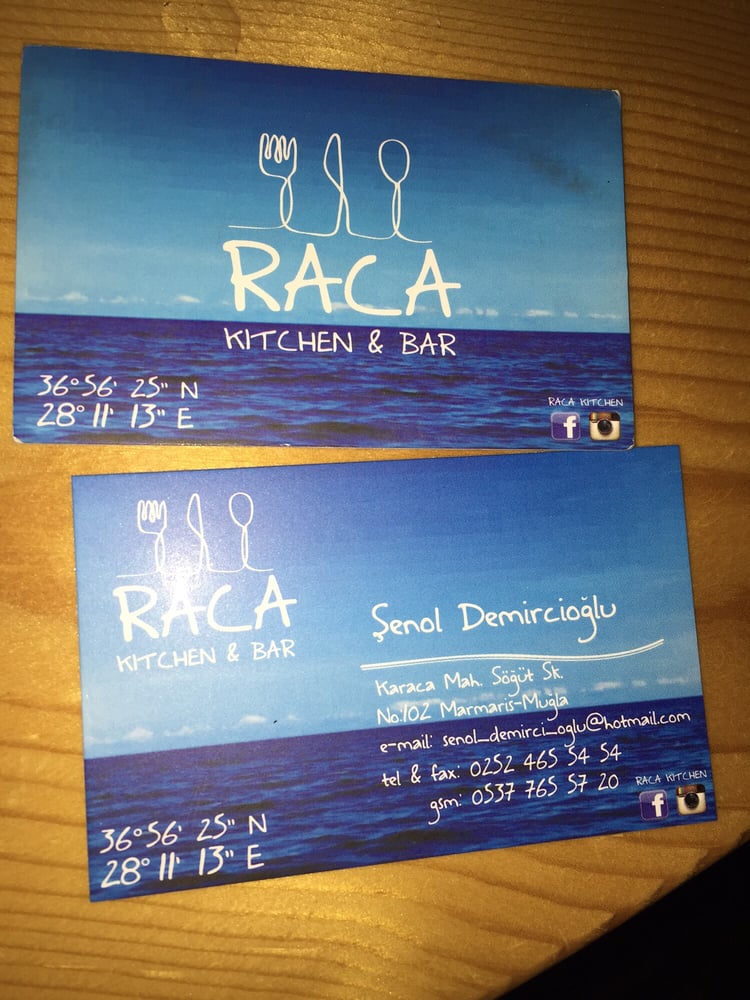 RACA
KITCHEN & BAR
36°56' 25" N
28° 11' 13" E
RACA KITCHEN
f
RACA
KITCHEN & BAR
Şenol Demircioğlu
Karaca Mah. Söğüt Sk.
No:102 Marmaris-Muğla
e-mail: senol_demirci_oglu@hotmail.com
tel & fax: 0252 465 54 54
gsm: 0537 765 57 20
36°56' 25" N
28° 11' 13" E
RACA KITCHEN
f